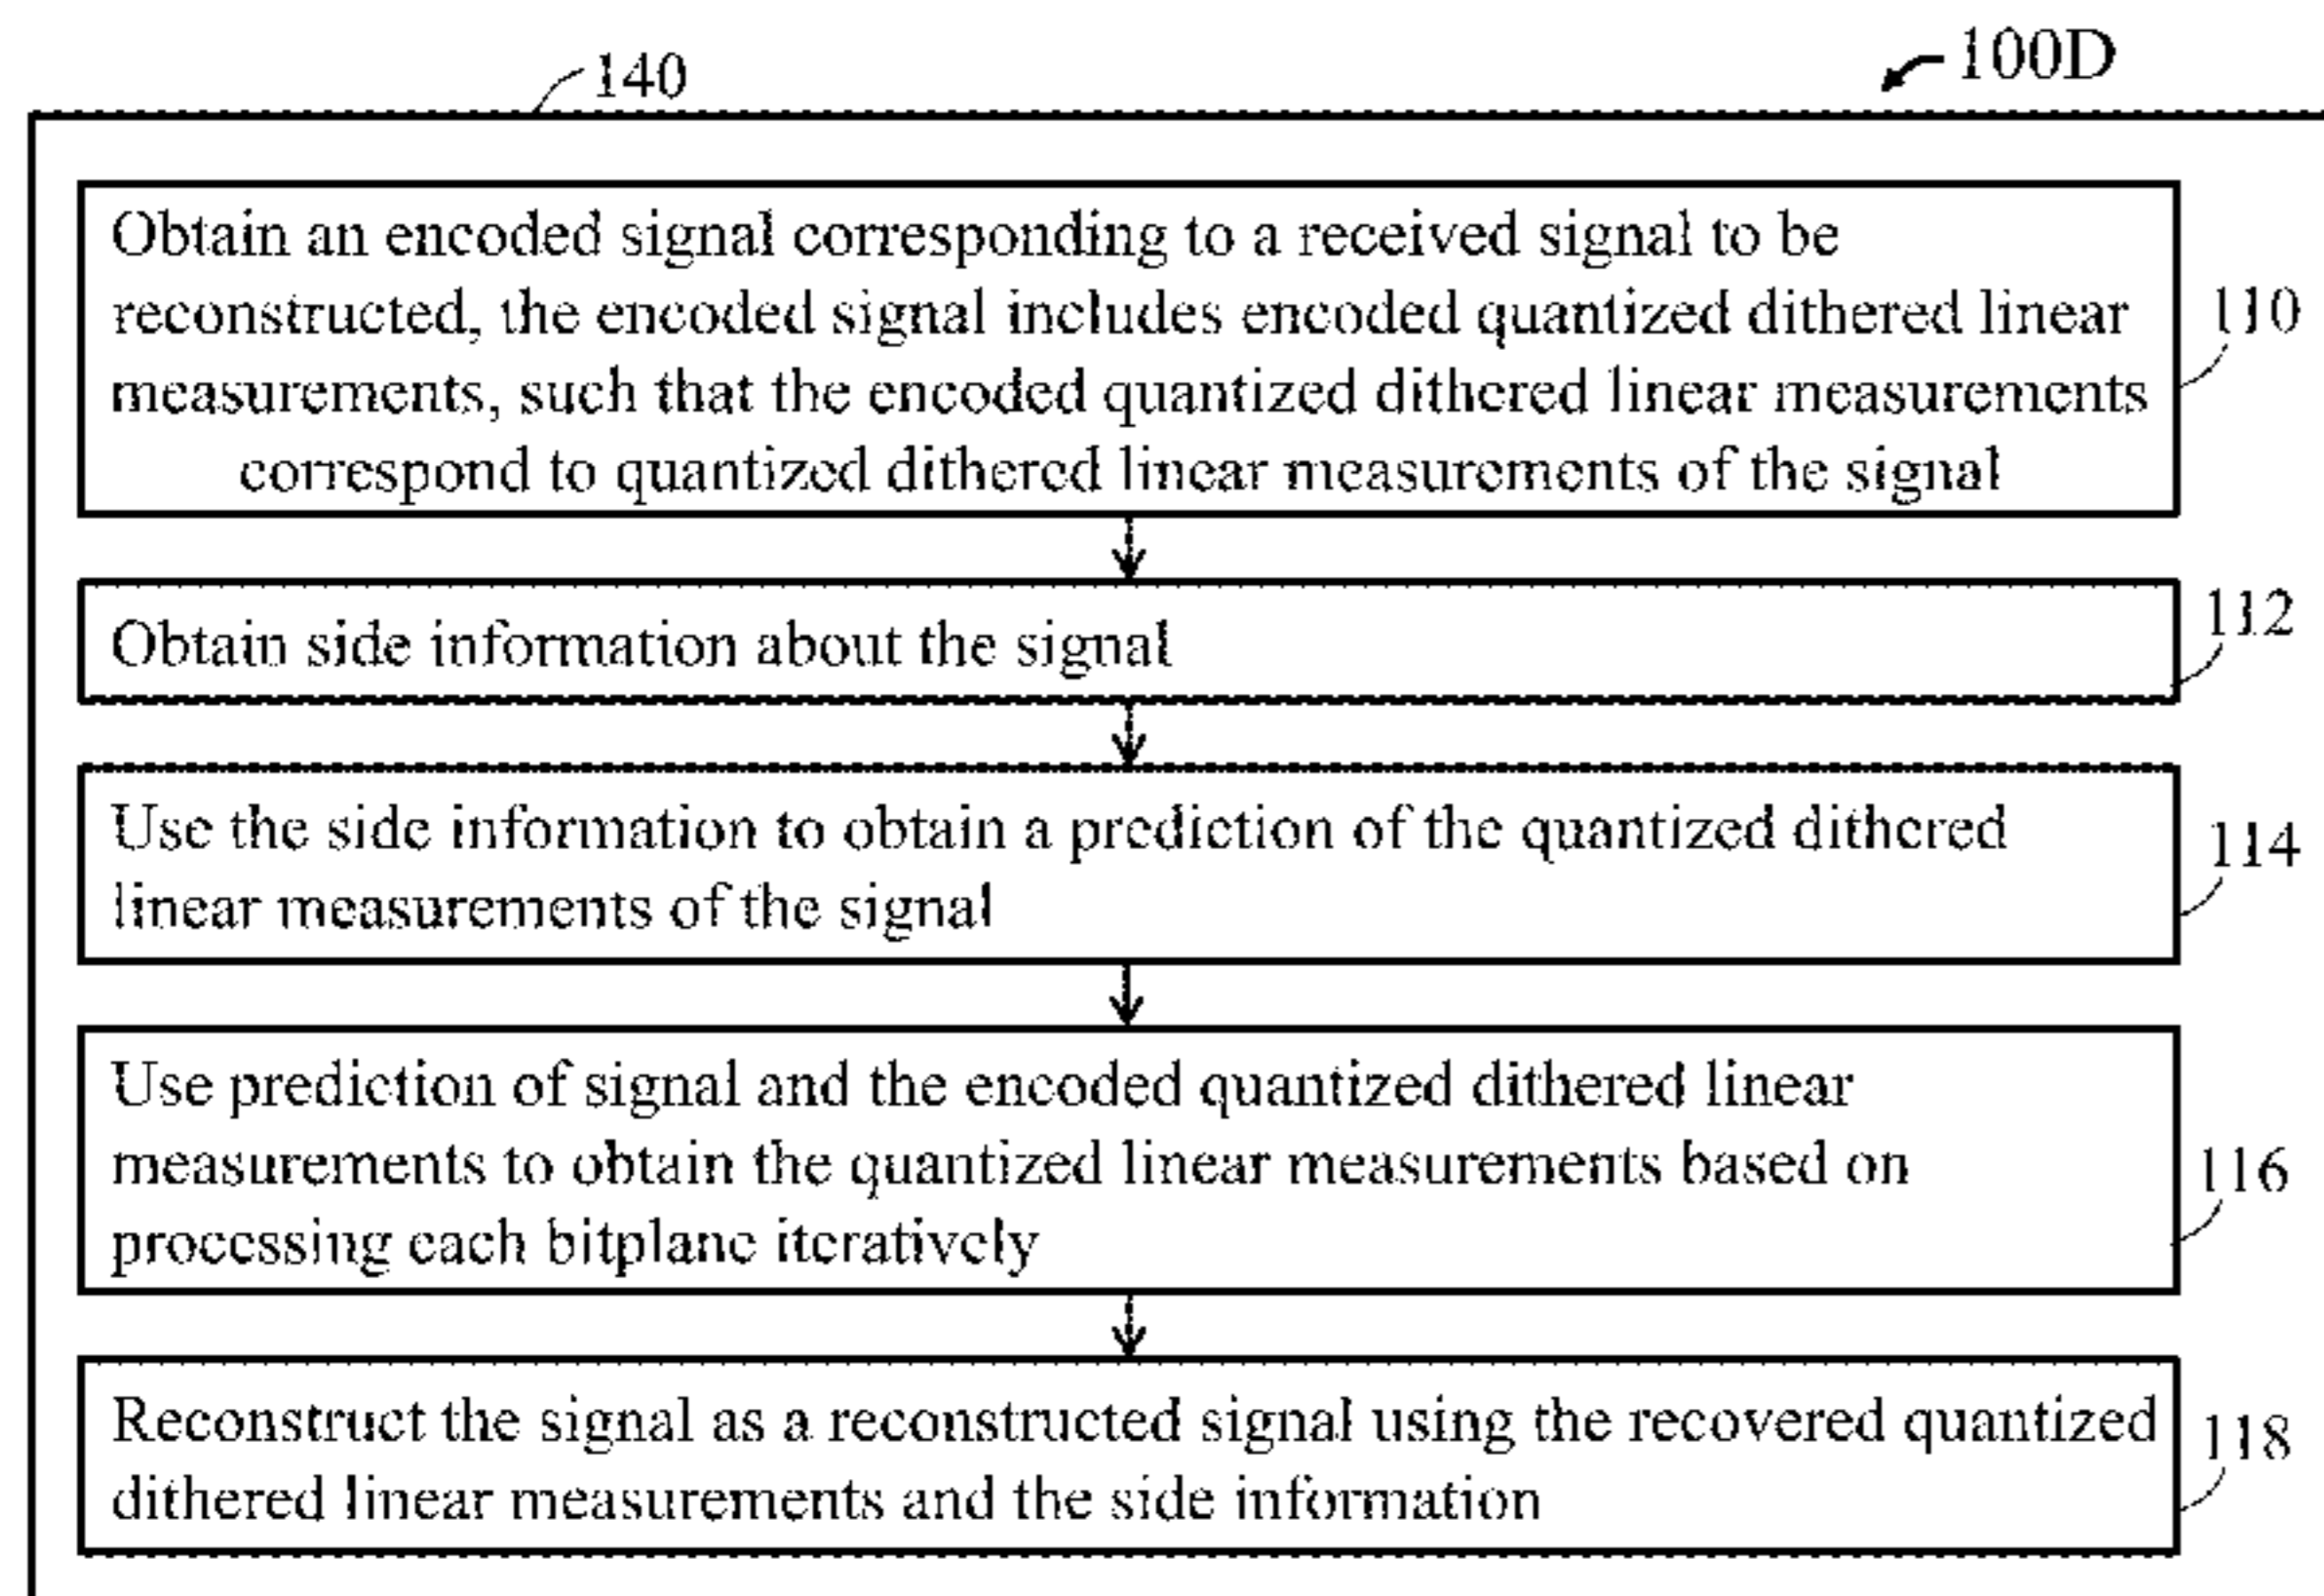 140
100D
Obtain an encoded signal corresponding to a received signal to be
reconstructed, the encoded signal includes encoded quantized dithered linear
measurements, such that the encoded quantized dithered linear measurements
correspond to quantized dithered linear measurements of the signal
110
Obtain side information about the signal
112
Use the side information to obtain a prediction of the quantized dithered
linear measurements of the signal
114
Use prediction of signal and the encoded quantized dithered linear
measurements to obtain the quantized linear measurements based on
processing each bitplane iteratively
116
Reconstruct the signal as a reconstructed signal using the recovered quantized
dithered linear measurements and the side information
118